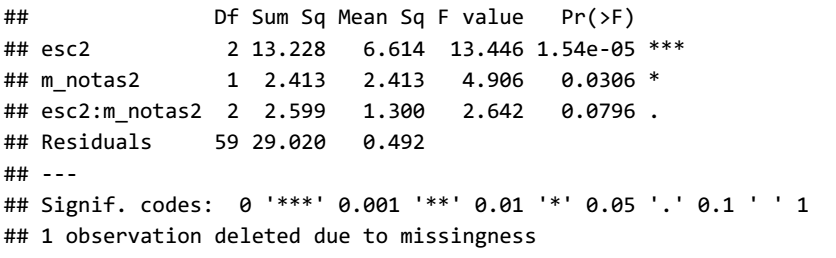 ##               Df Sum Sq Mean Sq F value   Pr(>F)
## esc2           2 13.228   6.614  13.446 1.54e-05 ***
## m_notas2       1  2.413   2.413   4.906   0.0306 *
## esc2:m_notas2  2  2.599   1.300   2.642   0.0796 .
## Residuals     59 29.020   0.492
## ---
## Signif. codes:  0 '***' 0.001 '**' 0.01 '*' 0.05 '.' 0.1 ' ' 1
## 1 observation deleted due to missingness